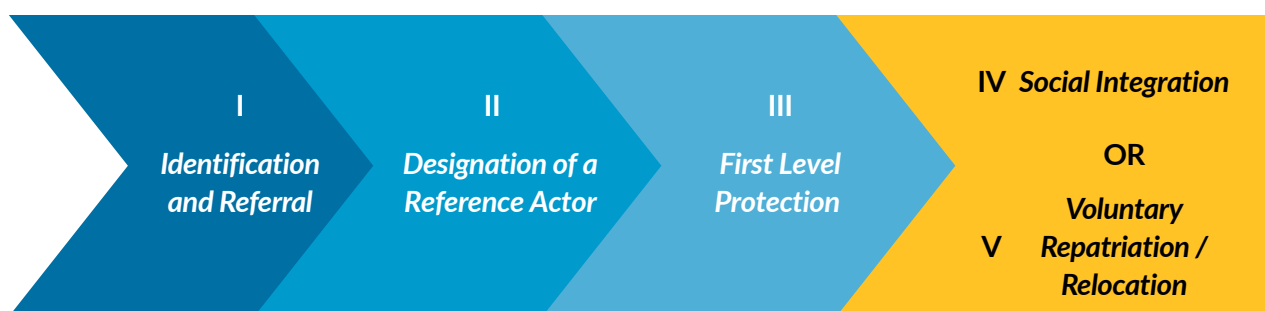 I
Identification
and Referral
II
Designation of a
Reference Actor
III
First Level
Protection
IV Social Integration
OR
V Voluntary
Repatriation /
Relocation